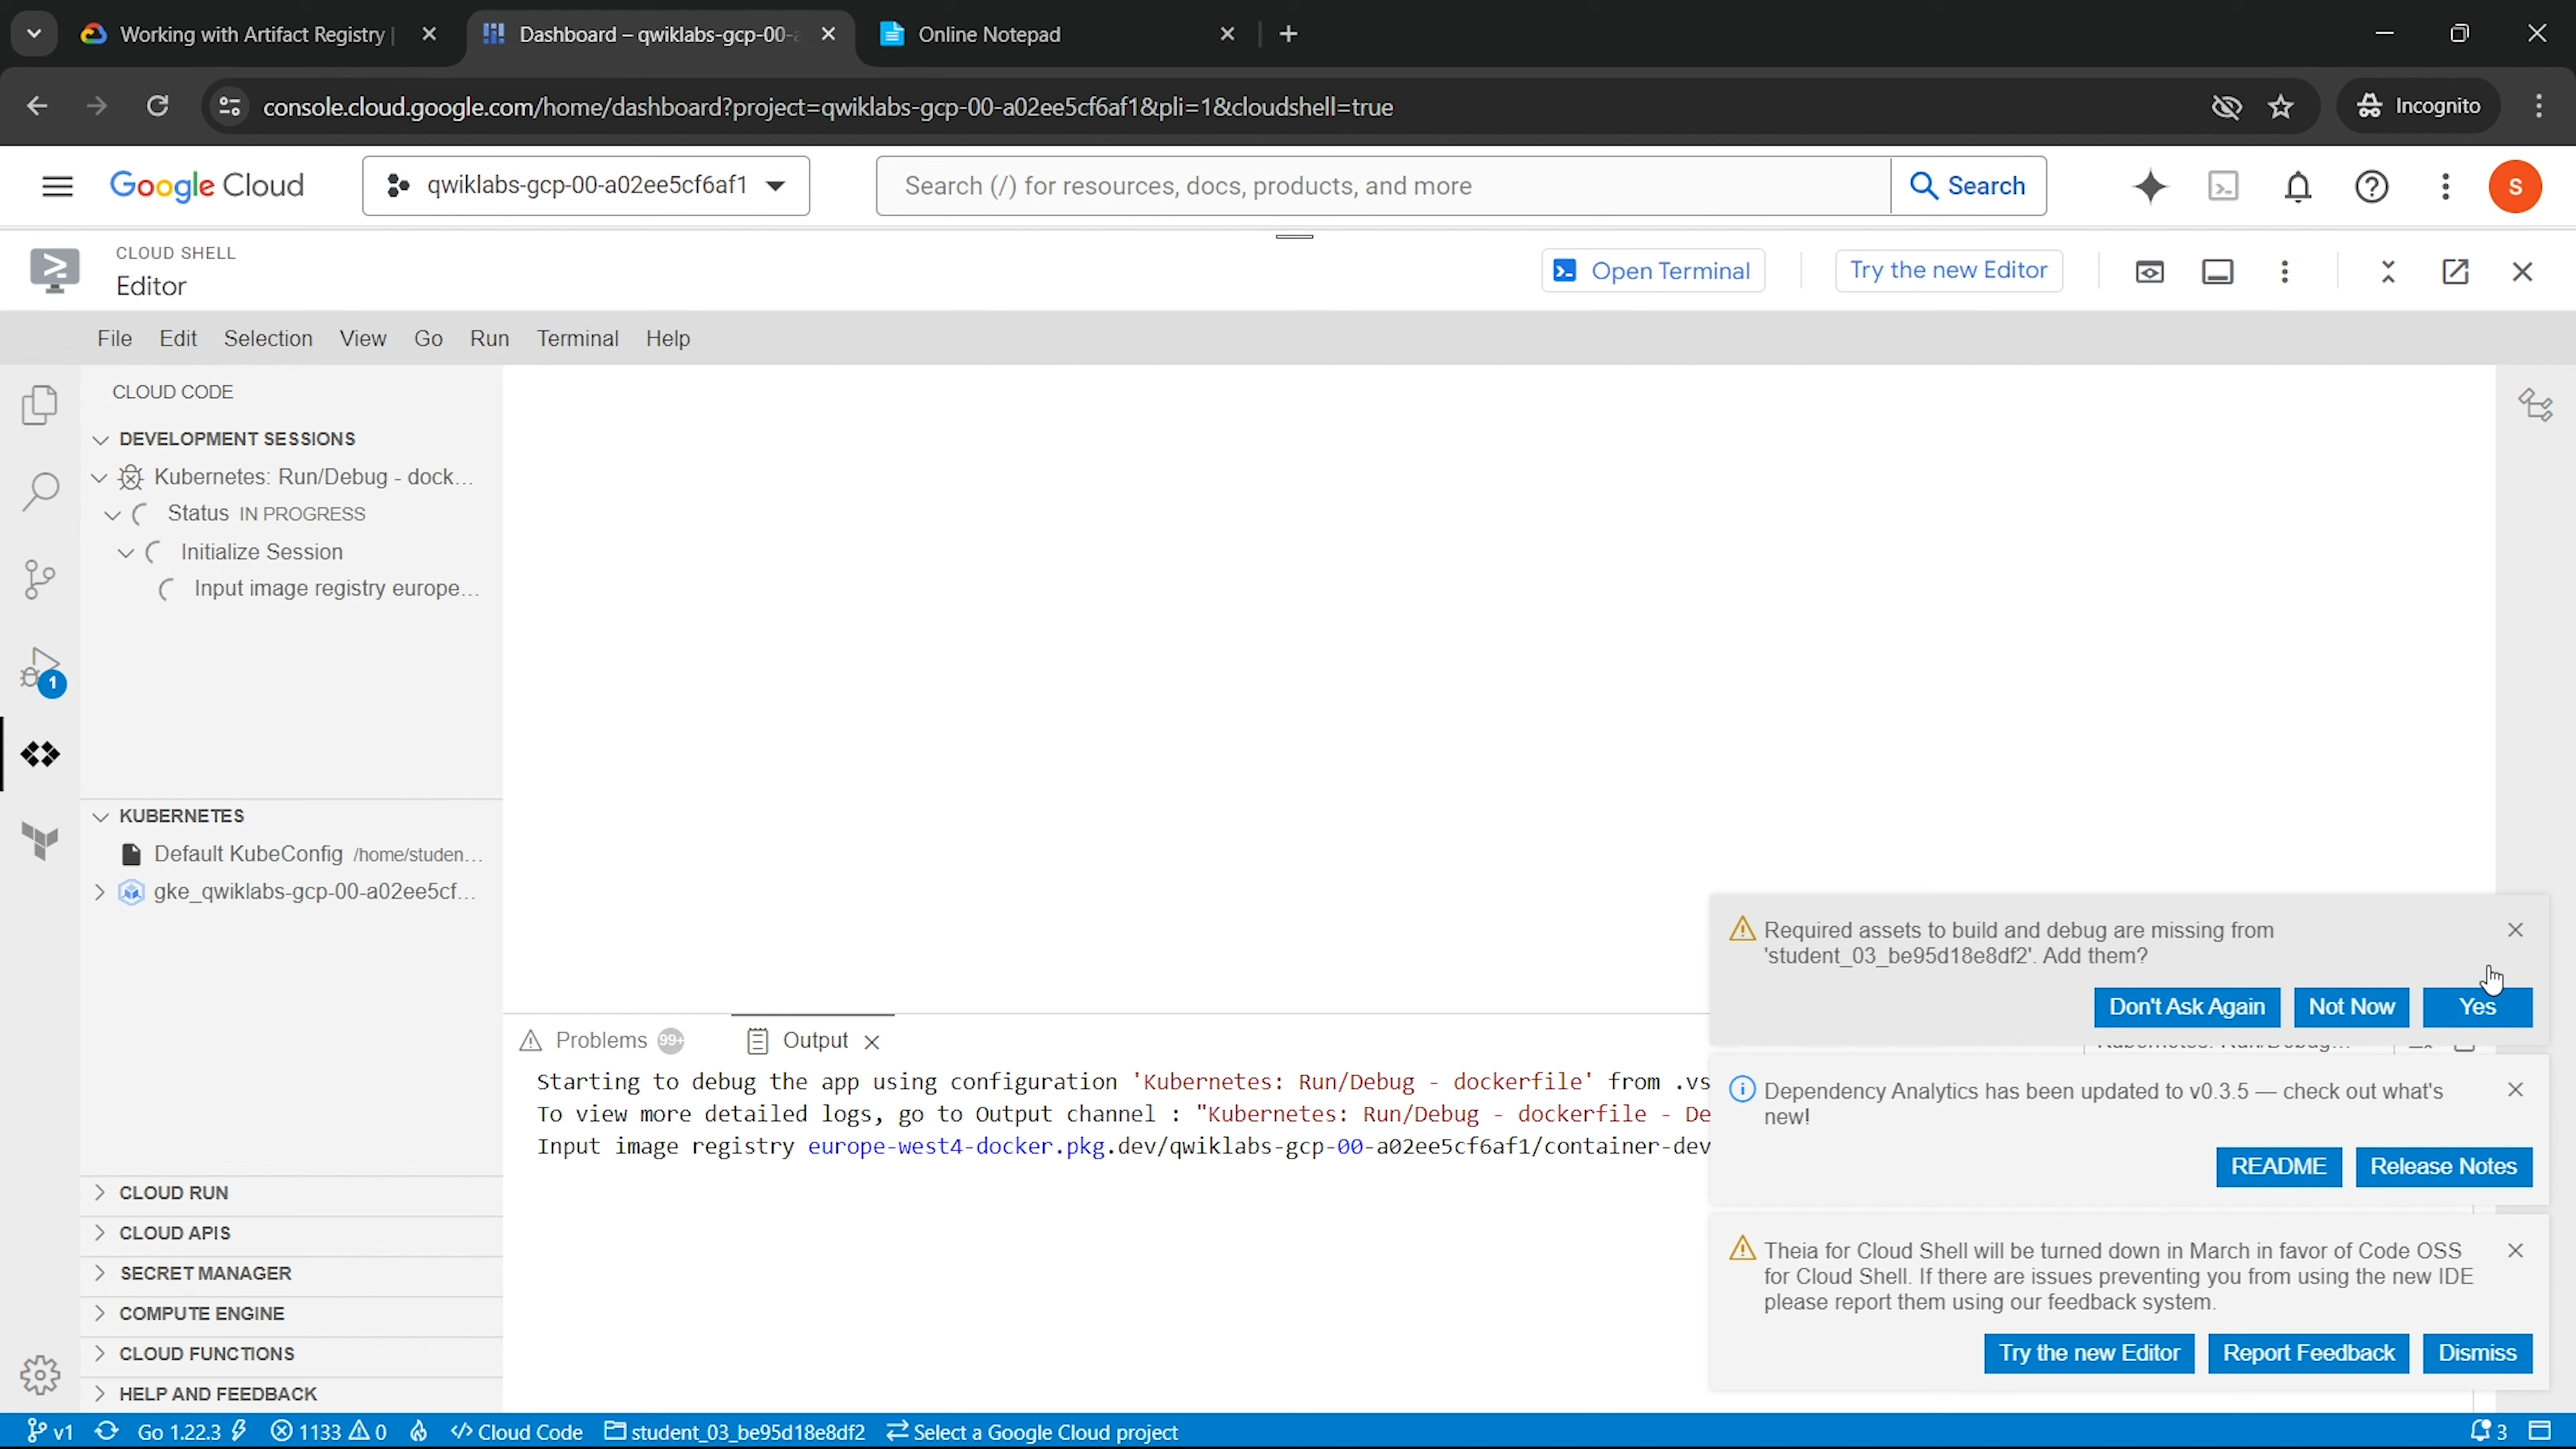 Working with Artifact Registry |
Dashboard – qwiklabs-gcp-00-a
Online Notepad
console.cloud.google.com/home/dashboard?project=qwiklabs-gcp-00-a02ee5cf6af1&pli=1&cloudshell=true
Incognito
Google Cloud
qwiklabs-gcp-00-a02ee5cf6af1
Search (/) for resources, docs, products, and more
Search
S
CLOUD SHELL
Editor
Open Terminal
Try the new Editor
File Edit Selection View Go Run Terminal Help
CLOUD CODE
DEVELOPMENT SESSIONS
Kubernetes: Run/Debug - dock...
Status IN PROGRESS
Initialize Session
Input image registry europe...
1
KUBERNETES
Default KubeConfig /home/studen...
gke_qwiklabs-gcp-00-a02ee5cf...
CLOUD RUN
CLOUD APIS
SECRET MANAGER
COMPUTE ENGINE
CLOUD FUNCTIONS
HELP AND FEEDBACK
Problems 99+
Output
Starting to debug the app using configuration 'Kubernetes: Run/Debug - dockerfile' from .vs
To view more detailed logs, go to Output channel : "Kubernetes: Run/Debug - dockerfile - De
Input image registry europe-west4-docker.pkg.dev/qwiklabs-gcp-00-a02ee5cf6af1/container-dev
Required assets to build and debug are missing from
'student_03_be95d18e8df2'. Add them?
Don't Ask Again
Not Now
Yes
Dependency Analytics has been updated to v0.3.5 — check out what's
new!
README
Release Notes
Theia for Cloud Shell will be turned down in March in favor of Code OSS
for Cloud Shell. If there are issues preventing you from using the new IDE
please report them using our feedback system.
Try the new Editor
Report Feedback
Dismiss
v1
Go 1.22.3
1133 0
</> Cloud Code
student_03_be95d18e8df2
Select a Google Cloud project
3